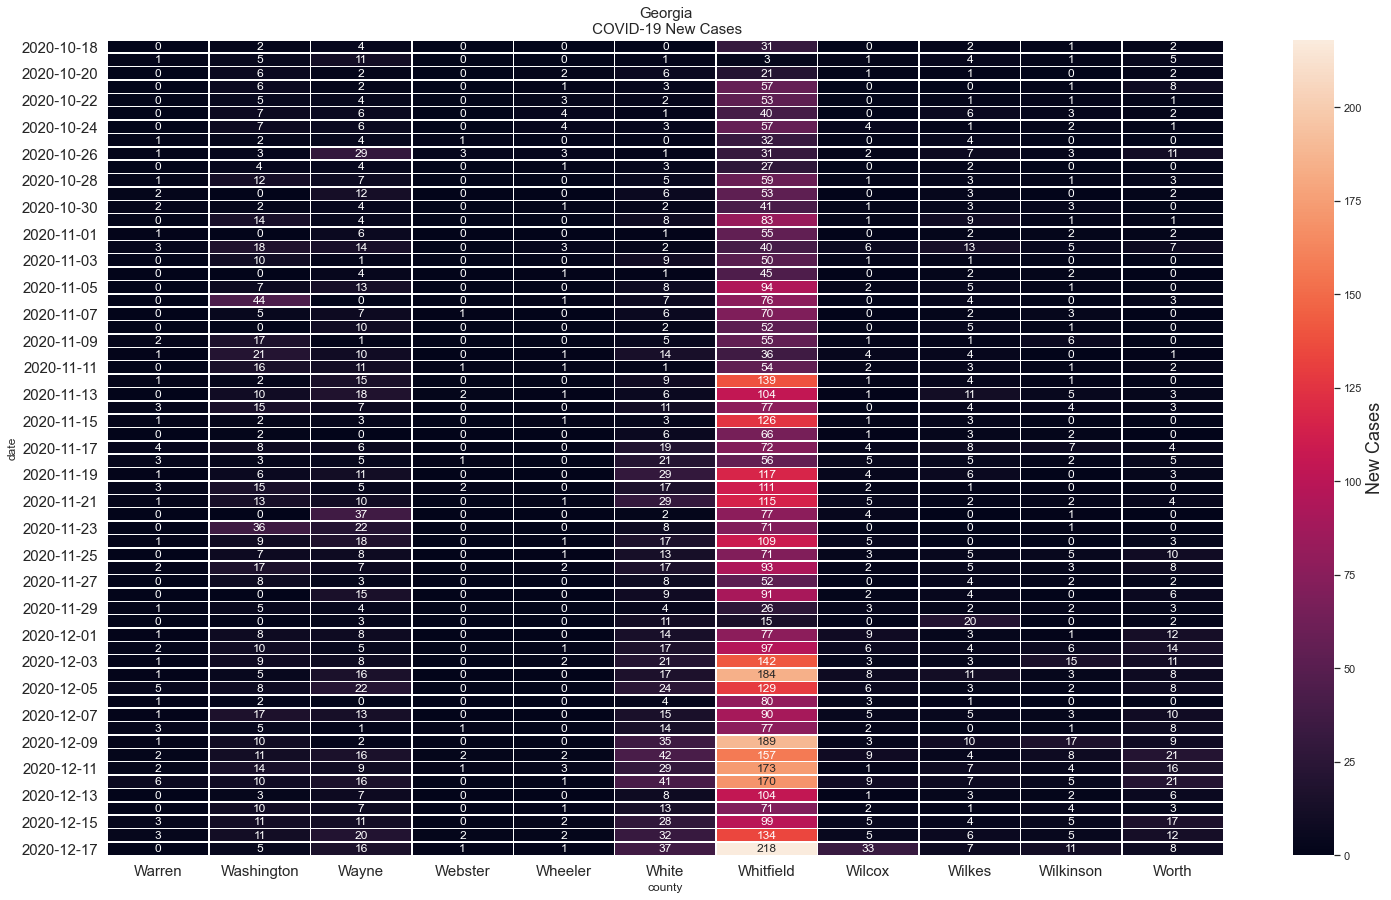 Georgia
COVID-19 New Cases
2020-10-18 0 2 4 0 0 0 31 0 2 1 2
1 5 11 0 0 1 3 1 4 1 5
2020-10-20 0 6 2 0 2 6 21 1 1 0 2
0 6 2 0 1 3 57 0 0 1 8
2020-10-22 0 5 4 0 3 2 53 0 1 1 1
0 7 6 0 4 1 40 0 6 3 2
2020-10-24 0 7 6 0 4 3 57 4 1 2 1
1 2 4 1 0 0 32 0 4 0 0
2020-10-26 1 3 29 3 3 1 31 2 7 3 11
0 4 4 0 1 3 27 0 2 0 0
2020-10-28 1 12 7 0 0 5 59 1 3 1 3
2 0 12 0 0 6 53 0 3 0 2
2020-10-30 2 2 4 0 1 2 41 1 3 3 0
0 14 4 0 0 8 83 1 9 1 1
2020-11-01 1 0 6 0 0 1 55 0 2 2 2
3 18 14 0 3 2 40 6 13 5 7
2020-11-03 0 10 1 0 0 9 50 1 1 0 0
0 0 4 0 1 1 45 0 2 2 0
2020-11-05 0 7 13 0 0 8 94 2 5 1 0
0 44 0 0 1 7 76 0 4 0 3
2020-11-07 0 5 7 1 0 6 70 0 2 3 0
0 0 10 0 0 2 52 0 5 1 0
2020-11-09 2 17 1 0 0 5 55 1 1 6 0
1 21 10 0 1 14 36 4 4 0 1
2020-11-11 0 16 11 1 1 1 54 2 3 1 2
1 2 15 0 0 9 139 1 4 1 0
2020-11-13 0 10 18 2 1 6 104 1 11 5 3
3 15 7 0 0 11 77 0 4 4 3
2020-11-15 1 2 3 0 1 3 126 1 3 0 0
0 2 0 0 0 6 66 1 3 2 0
2020-11-17 4 8 6 0 0 19 72 4 8 7 4
3 3 5 1 0 21 56 5 5 2 5
2020-11-19 1 6 11 0 0 29 117 4 6 0 3
3 15 5 2 0 17 111 2 1 0 0
2020-11-21 1 13 10 0 1 29 115 5 2 2 4
0 0 37 0 0 2 77 4 0 1 0
2020-11-23 0 36 22 0 0 8 71 0 0 1 0
1 9 18 0 1 17 109 5 0 0 3
2020-11-25 0 7 8 0 1 13 71 3 5 5 10
2 17 7 0 2 17 93 2 5 3 8
2020-11-27 0 8 3 0 0 8 52 0 4 2 2
0 0 15 0 0 9 91 2 4 0 6
2020-11-29 1 5 4 0 0 4 26 3 2 2 3
0 0 3 0 0 11 15 0 20 0 2
2020-12-01 1 8 8 0 0 14 77 9 3 1 12
2 10 5 0 0 17 97 6 4 6 14
2020-12-03 1 9 8 0 2 21 142 3 3 15 11
1 5 16 0 0 17 184 8 11 3 8
2020-12-05 5 8 22 0 0 24 129 6 3 2 8
1 2 0 0 0 4 80 3 1 0 0
2020-12-07 1 17 13 0 0 15 90 5 5 3 10
3 5 1 1 0 14 77 2 0 1 8
2020-12-09 1 10 2 0 0 35 189 3 10 17 9
2 11 16 2 2 42 157 9 4 8 21
2020-12-11 2 14 9 1 3 29 173 1 7 4 16
6 10 16 0 1 41 170 9 7 5 21
2020-12-13 0 3 7 0 0 8 104 1 3 2 6
0 10 7 0 1 13 71 2 1 4 3
2020-12-15 3 11 11 0 2 28 99 5 4 5 17
3 11 20 2 2 32 134 5 6 5 12
2020-12-17 0 5 16 1 1 37 218 33 7 11 8
Warren Washington Wayne Webster Wheeler White Whitfield Wilcox Wilkes Wilkinson Worth
county
date
200
175
150
125
100
75
50
25
0
New Cases